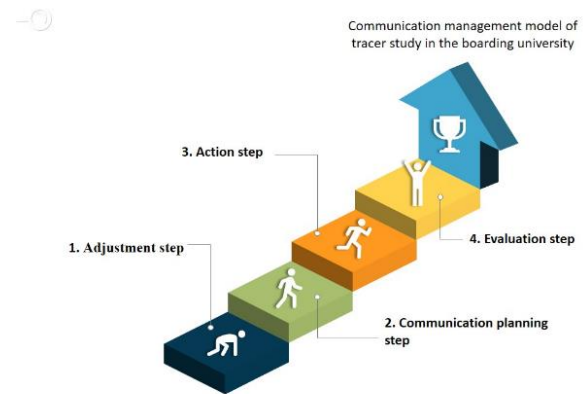 Communication management model of
tracer study in the boarding university
3. Action step
1. Adjustment step
4. Evaluation step
2. Communication planning
step